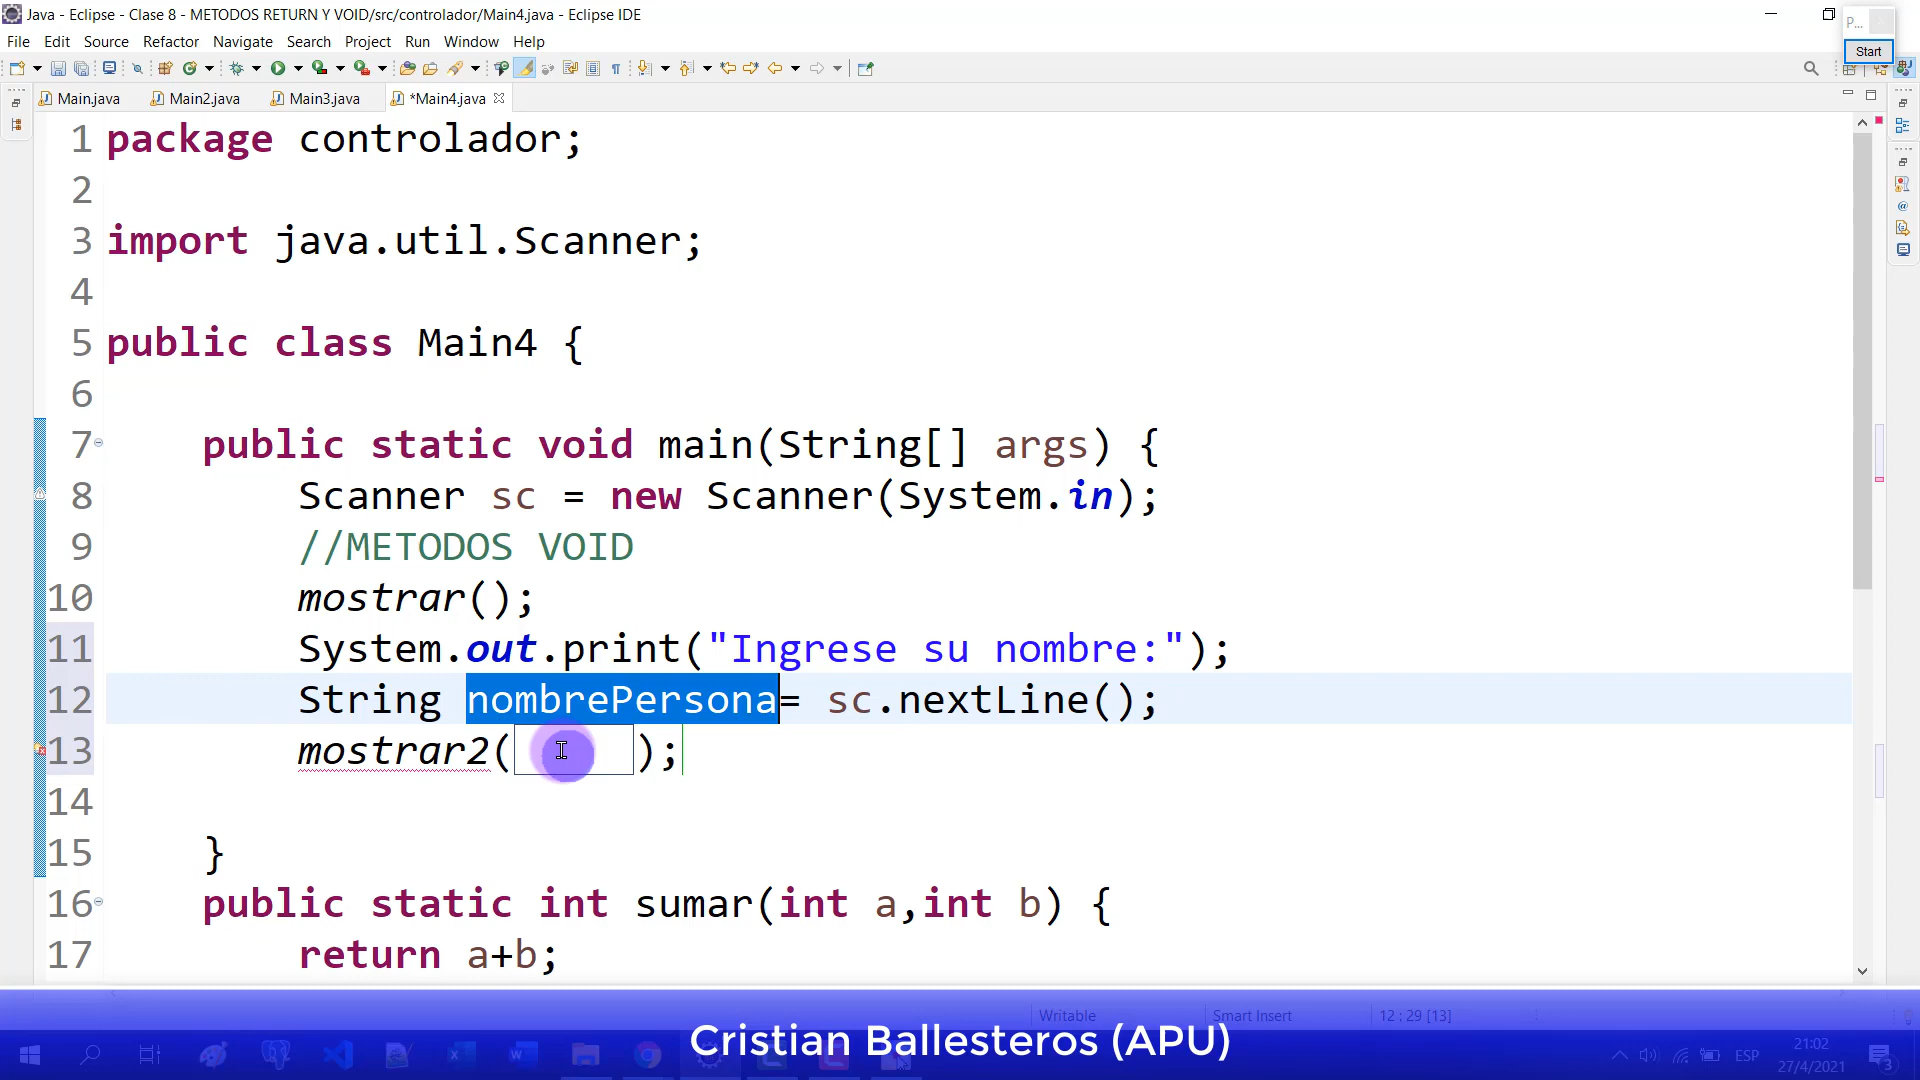 Java - Eclipse - Clase 8 - METODOS RETURN Y VOID/src/controlador/Main4.java - Eclipse IDE
P...
File Edit Source Refactor Navigate Search Project Run Window Help
Start
Main.java Main2.java Main3.java *Main4.java
1 package controlador;
2
3 import java.util.Scanner;
4
5 public class Main4 {
6
7 public static void main(String[] args) {
8 Scanner sc = new Scanner(System.in);
9 //METODOS VOID
10 mostrar();
11 System.out.print("Ingrese su nombre:");
12 String nombrePersona= sc.nextLine();
13 mostrar2( );
14
15 }
16 public static int sumar(int a,int b) {
17 return a+b;
Writable Smart Insert 12 : 29 [13]
Cristian Ballesteros (APU)
ESP
21:02
27/4/2021
3